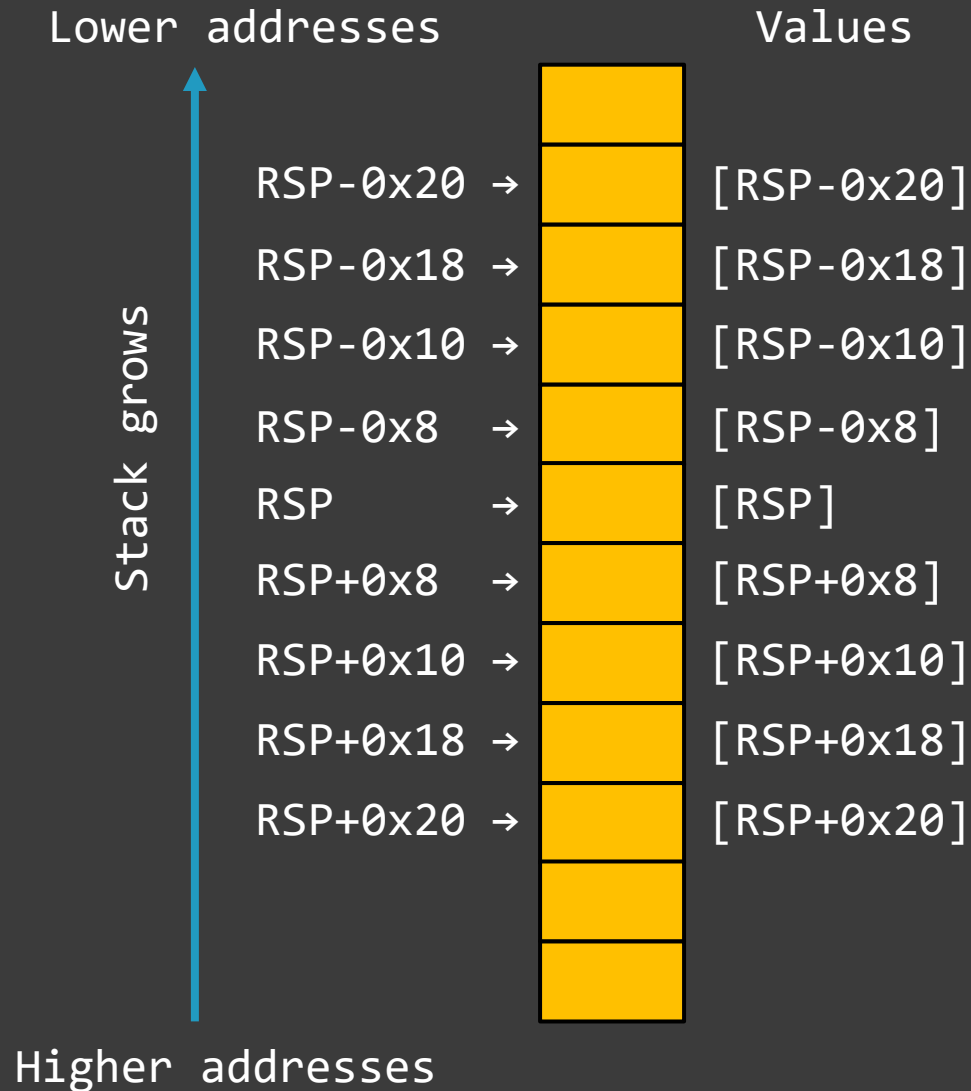 Lower addresses Values
RSP-0x20 → [RSP-0x20]
RSP-0x18 → [RSP-0x18]
RSP-0x10 → [RSP-0x10]
RSP-0x8 → [RSP-0x8]
RSP → [RSP]
RSP+0x8 → [RSP+0x8]
RSP+0x10 → [RSP+0x10]
RSP+0x18 → [RSP+0x18]
RSP+0x20 → [RSP+0x20]
Stack grows
Higher addresses